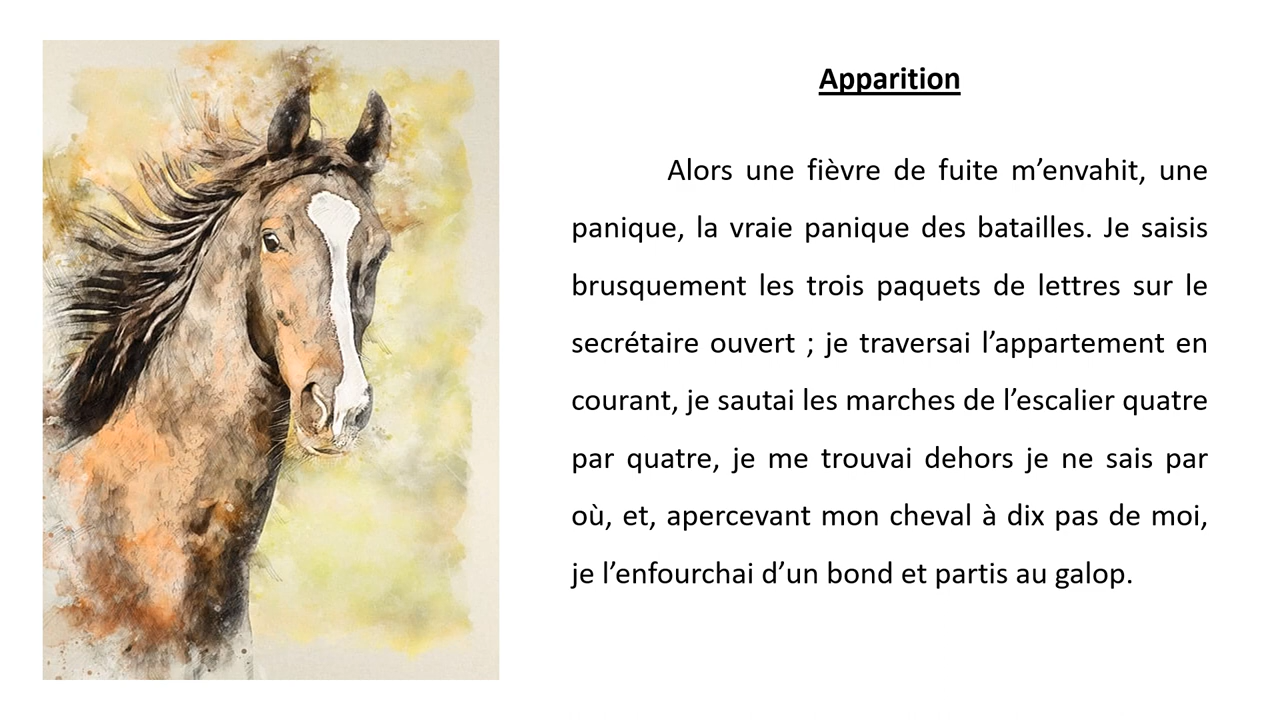 Apparition
Alors une fièvre de fuite m’envahit, une
panique, la vraie panique des batailles. Je saisis
brusquement les trois paquets de lettres sur le
secrétaire ouvert ; je traversai l’appartement en
courant, je sautai les marches de l’escalier quatre
par quatre, je me trouvai dehors je ne sais par
où, et, apercevant mon cheval à dix pas de moi,
je l’enfourchai d’un bond et partis au galop.